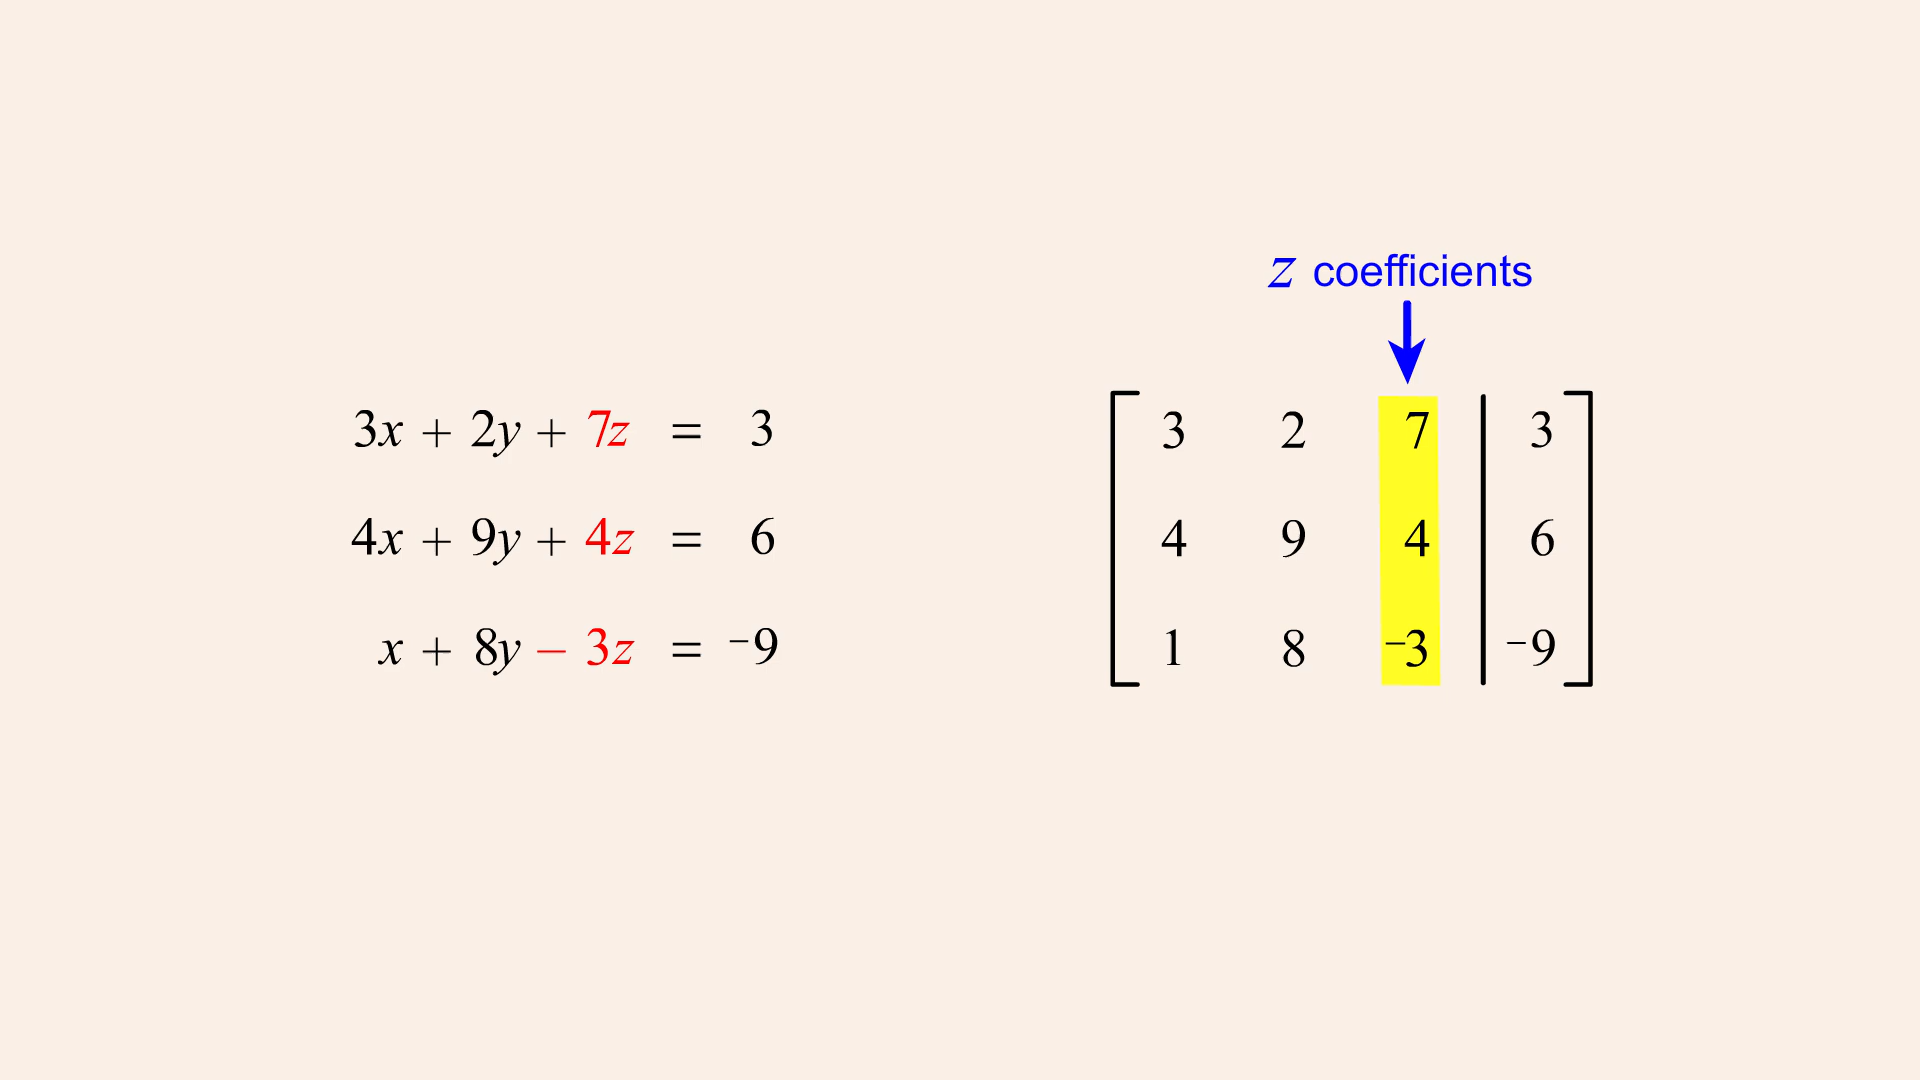 3x + 2y + 7z = 3
4x + 9y + 4z = 6
x + 8y − 3z = ⁻9
z coefficients
3 2 7 3
4 9 4 6
1 8 ⁻3 ⁻9